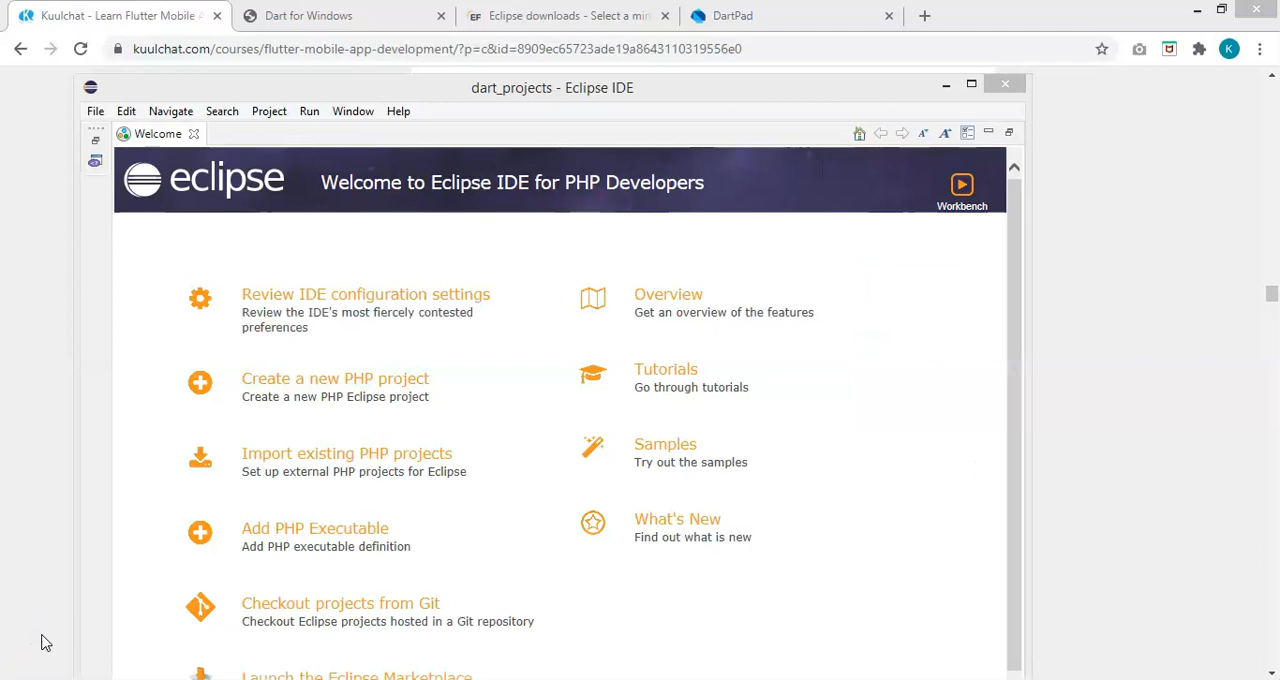 Kuulchat - Learn Flutter Mobile A
Dart for Windows
Eclipse downloads - Select a mir
DartPad
kuulchat.com/courses/flutter-mobile-app-development/?p=c&id=8909ec65723ade19a8643110319556e0
K
dart_projects - Eclipse IDE
File Edit Navigate Search Project Run Window Help
Welcome
eclipse
Welcome to Eclipse IDE for PHP Developers
Workbench
Review IDE configuration settings
Review the IDE's most fiercely contested
preferences
Create a new PHP project
Create a new PHP Eclipse project
Import existing PHP projects
Set up external PHP projects for Eclipse
Add PHP Executable
Add PHP executable definition
Checkout projects from Git
Checkout Eclipse projects hosted in a Git repository
Launch the Eclipse Marketplace
Overview
Get an overview of the features
Tutorials
Go through tutorials
Samples
Try out the samples
What's New
Find out what is new